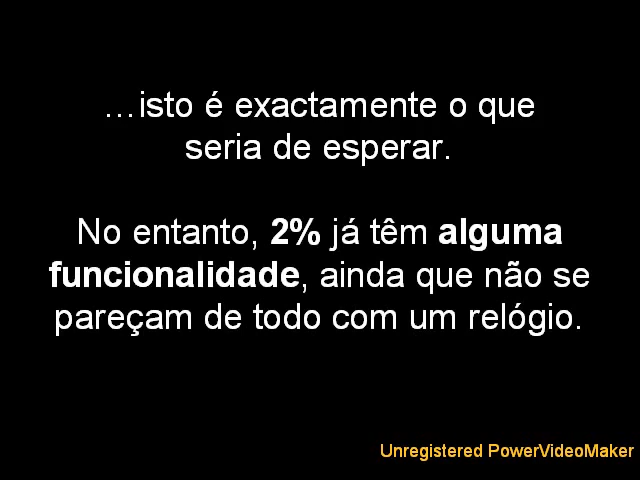 …isto é exactamente o que
seria de esperar.
No entanto, 2% já têm alguma
funcionalidade, ainda que não se
pareçam de todo com um relógio.
Unregistered PowerVideoMaker